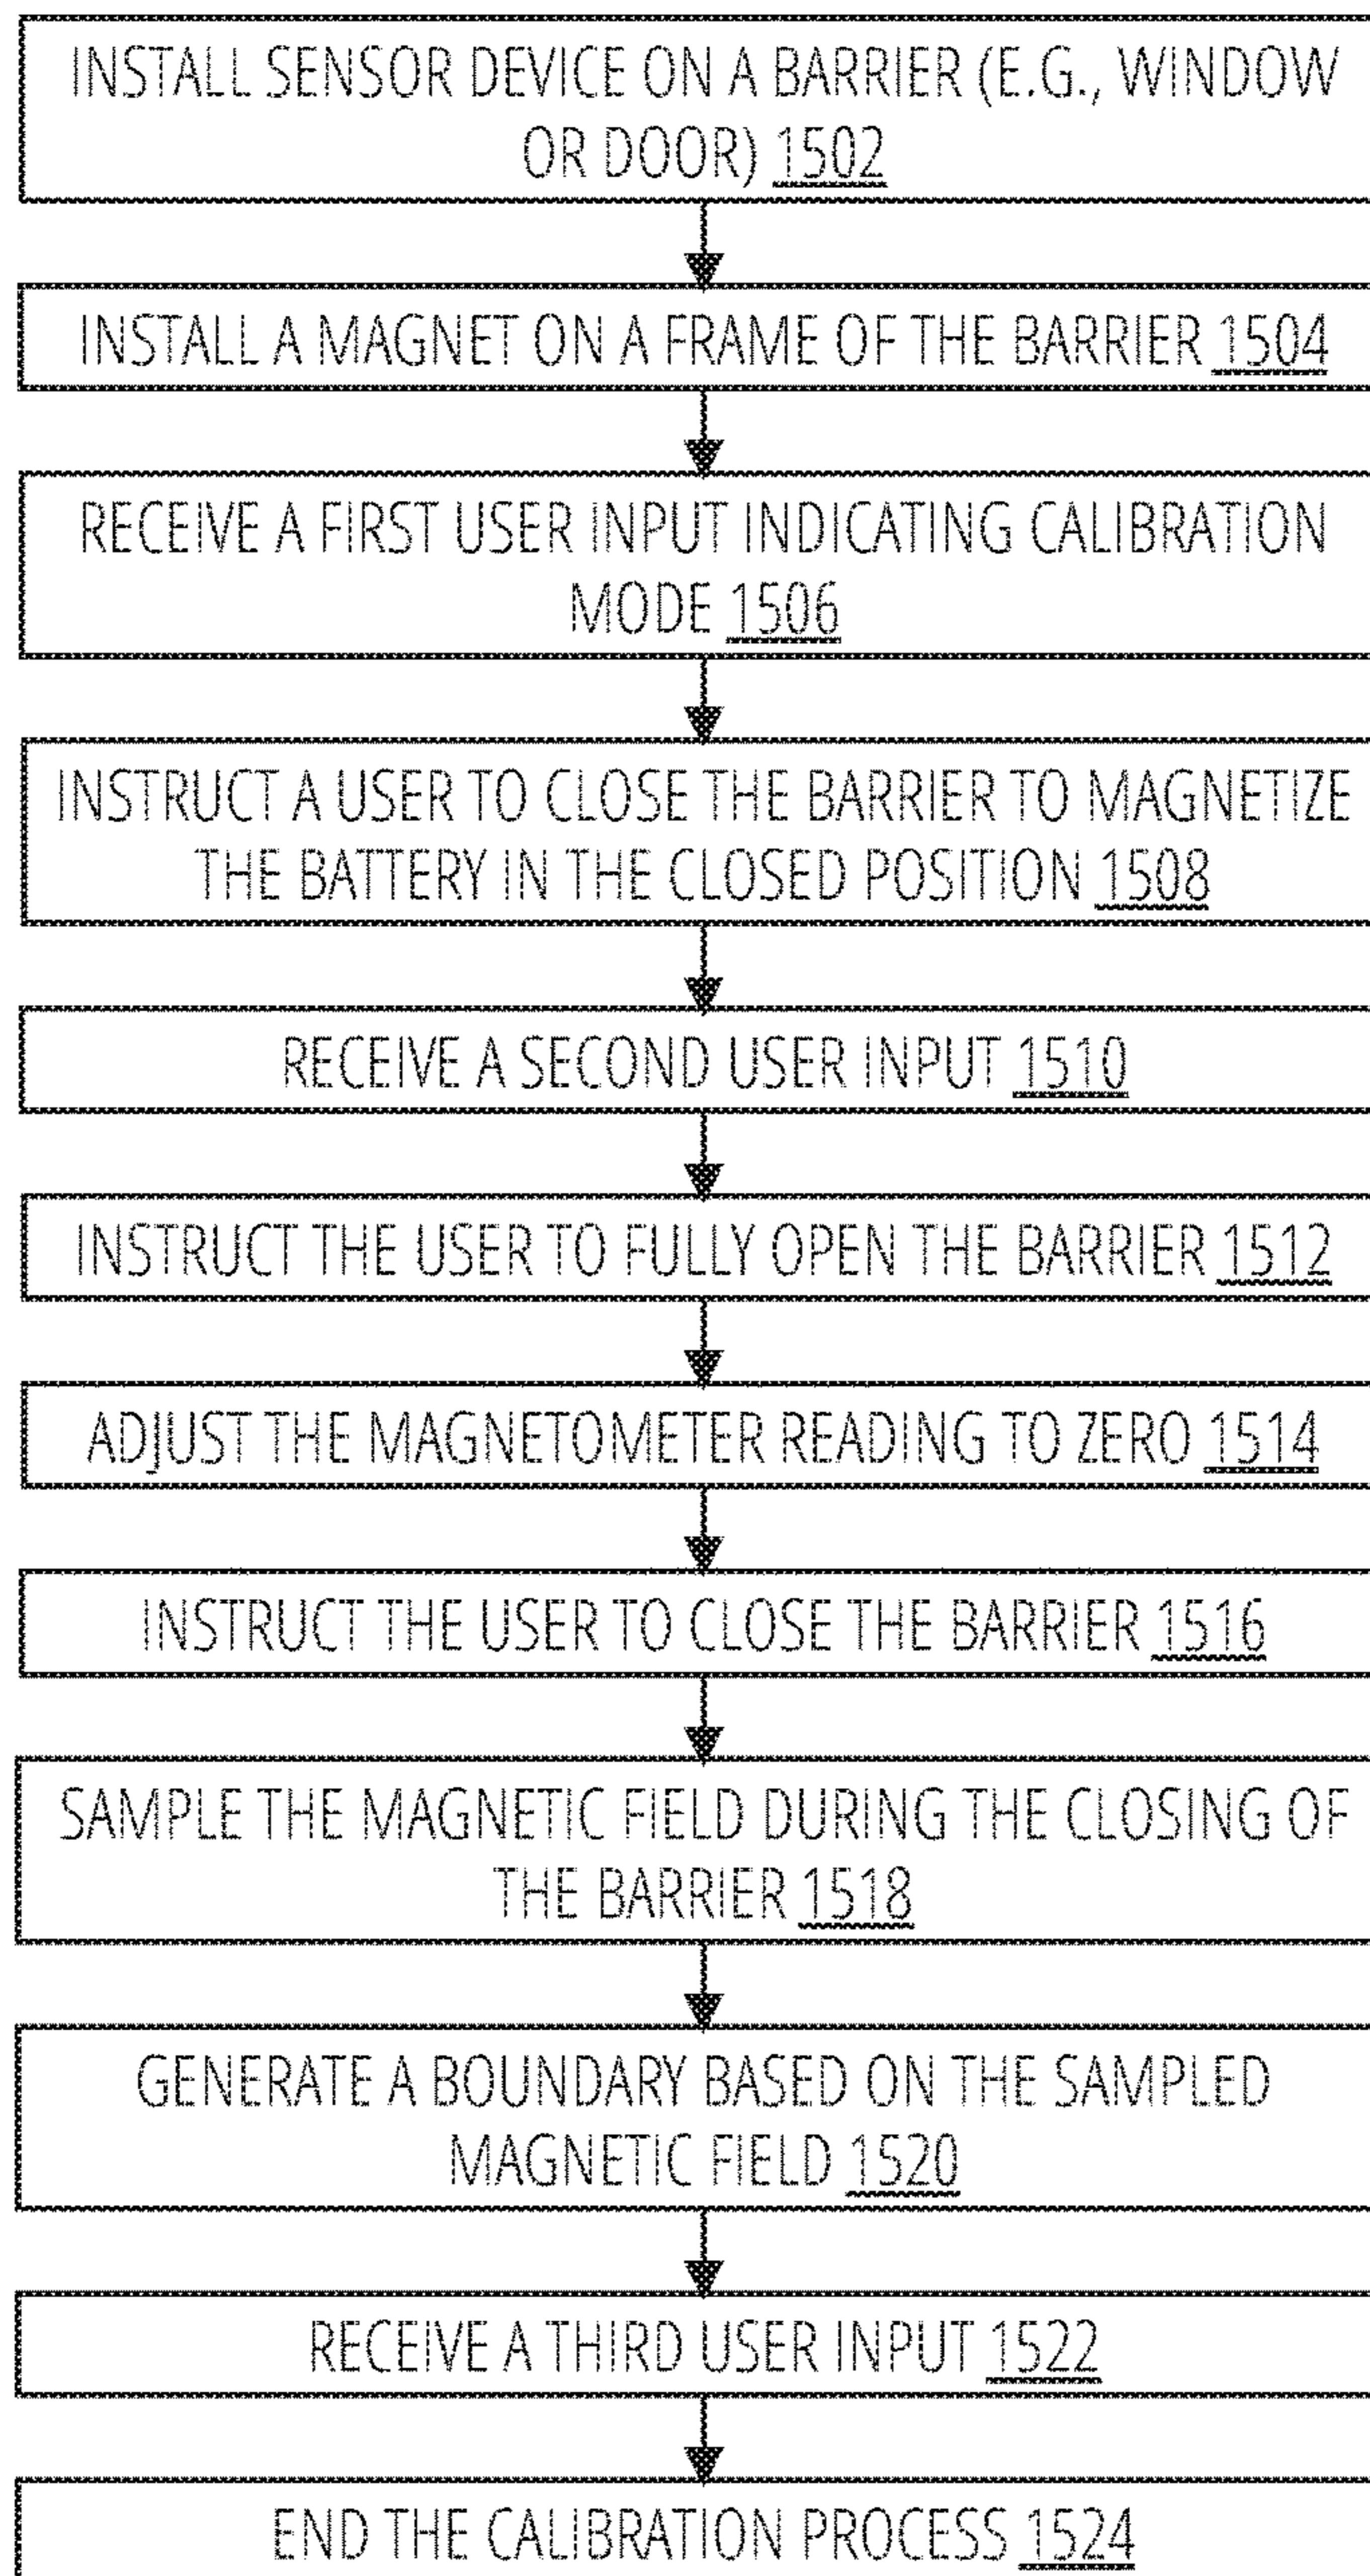 INSTALL SENSOR DEVICE ON A BARRIER (E.G., WINDOW
OR DOOR) 1502
INSTALL A MAGNET ON A FRAME OF THE BARRIER 1504
RECEIVE A FIRST USER INPUT INDICATING CALIBRATION
MODE 1506
INSTRUCT A USER TO CLOSE THE BARRIER TO MAGNETIZE
THE BATTERY IN THE CLOSED POSITION 1508
RECEIVE A SECOND USER INPUT 1510
INSTRUCT THE USER TO FULLY OPEN THE BARRIER 1512
ADJUST THE MAGNETOMETER READING TO ZERO 1514
INSTRUCT THE USER TO CLOSE THE BARRIER 1516
SAMPLE THE MAGNETIC FIELD DURING THE CLOSING OF
THE BARRIER 1518
GENERATE A BOUNDARY BASED ON THE SAMPLED
MAGNETIC FIELD 1520
RECEIVE A THIRD USER INPUT 1522
END THE CALIBRATION PROCESS 1524